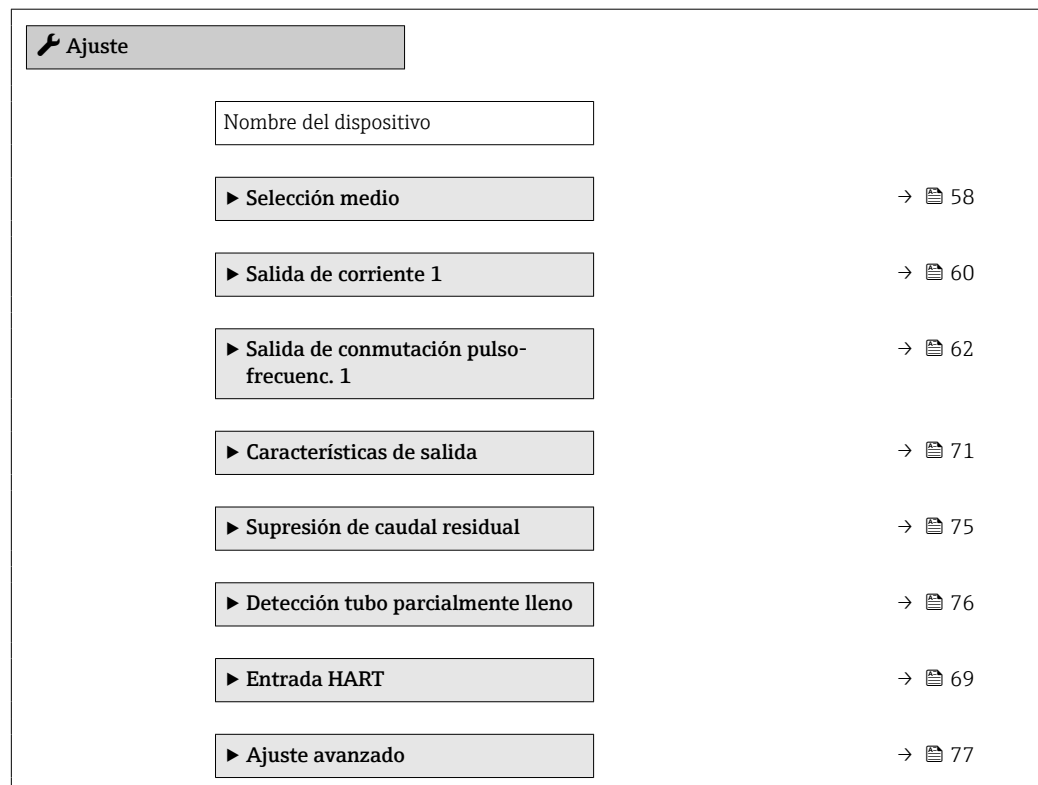 Ajuste
Nombre del dispositivo
▶ Selección medio → 58
▶ Salida de corriente 1 → 60
▶ Salida de conmutación pulso- → 62
frecuenc. 1
▶ Características de salida → 71
▶ Supresión de caudal residual → 75
▶ Detección tubo parcialmente lleno → 76
▶ Entrada HART → 69
▶ Ajuste avanzado → 77